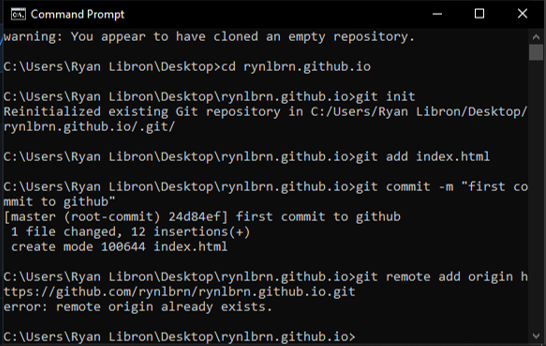 Command Prompt
warning: You appear to have cloned an empty repository.
C:\Users\Ryan Libron\Desktop>cd rynlbrn.github.io
C:\Users\Ryan Libron\Desktop\rynlbrn.github.io>git init
Reinitialized existing Git repository in C:/Users/Ryan Libron/Desktop/
rynlbrn.github.io/.git/
C:\Users\Ryan Libron\Desktop\rynlbrn.github.io>git add index.html
C:\Users\Ryan Libron\Desktop\rynlbrn.github.io>git commit -m "first co
mmit to github"
[master (root-commit) 24d84ef] first commit to github
 1 file changed, 12 insertions(+)
 create mode 100644 index.html
C:\Users\Ryan Libron\Desktop\rynlbrn.github.io>git remote add origin h
ttps://github.com/rynlbrn/rynlbrn.github.io.git
error: remote origin already exists.
C:\Users\Ryan Libron\Desktop\rynlbrn.github.io>